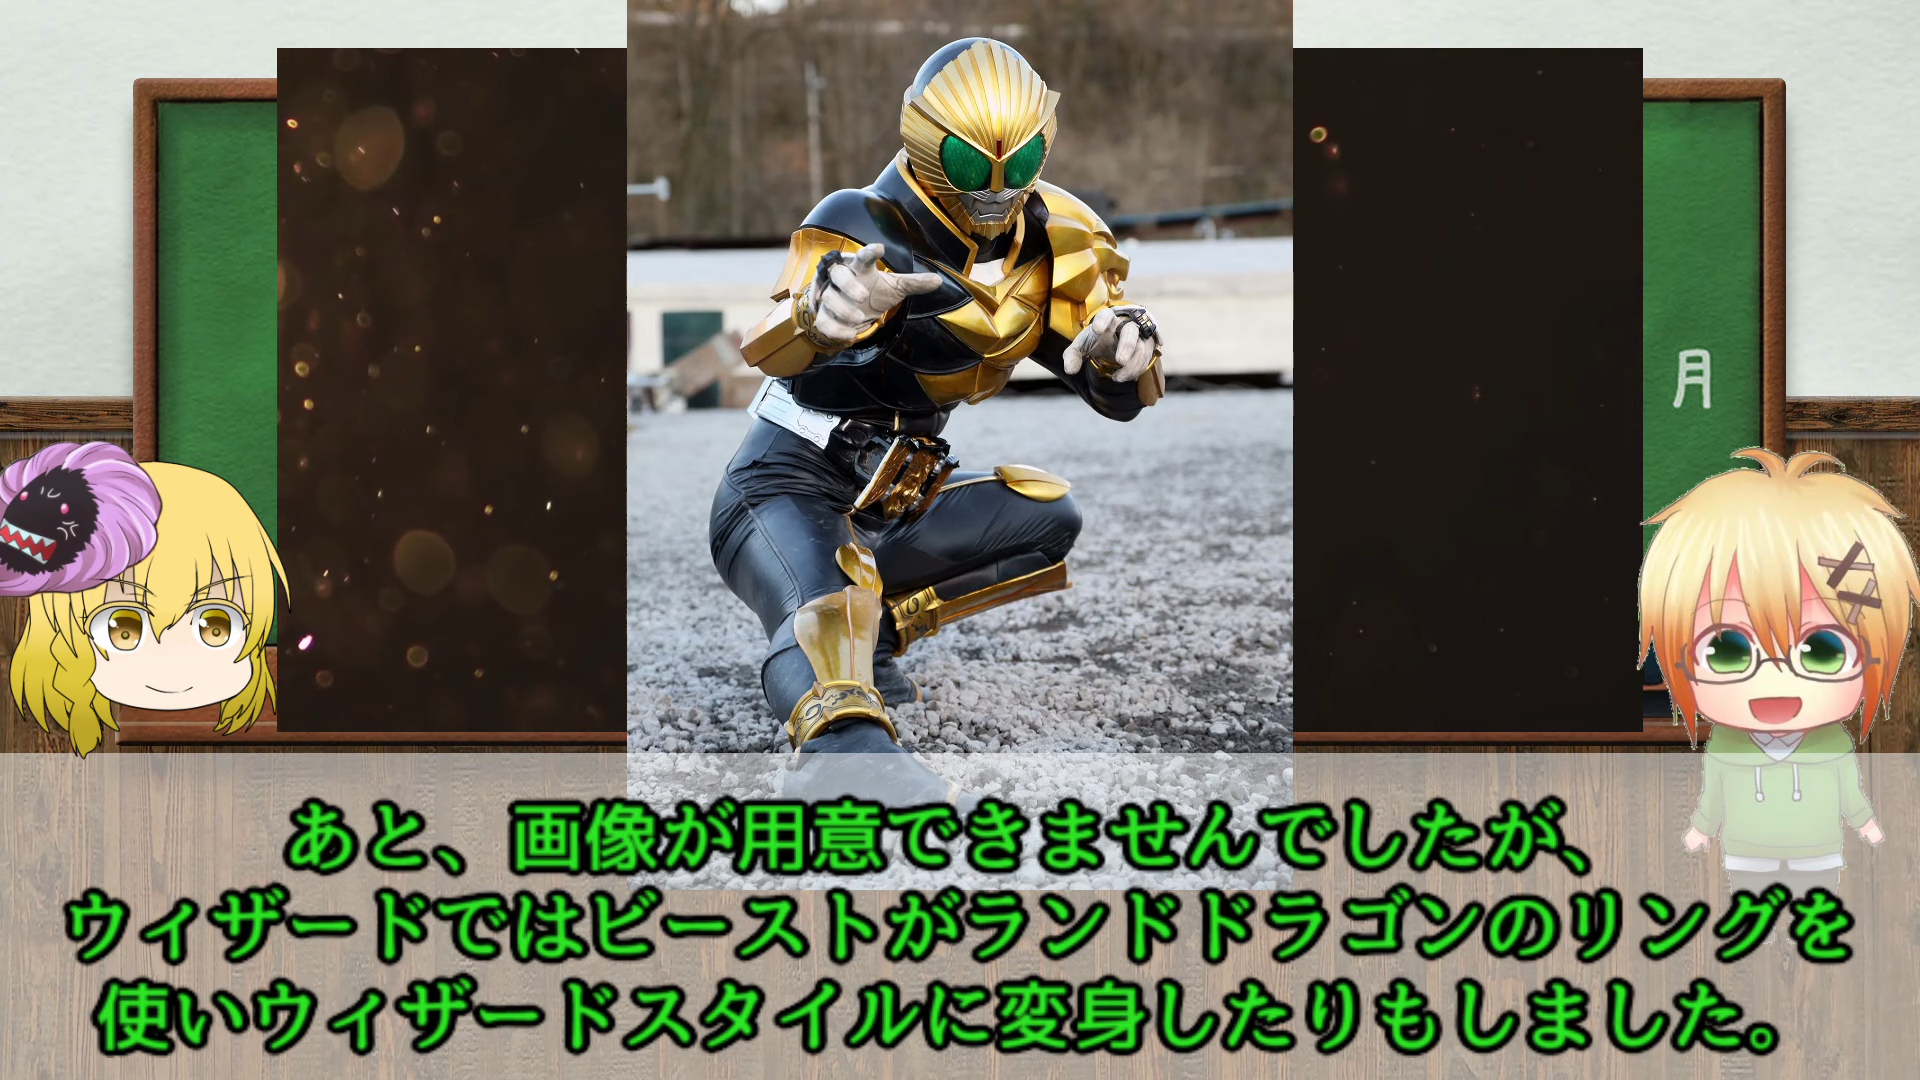 月
あと、画像が用意できませんでしたが、
ウィザードではビーストがランドドラゴンのリングを
使いウィザードスタイルに変身したりもしました。